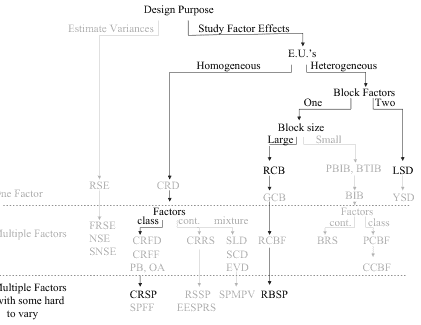 Design Purpose
Estimate Variances Study Factor Effects
E.U.'s
Homogeneous Heterogeneous
Block Factors
One Two
Block size
Large Small
RCB PBIB, BTIB LSD
RSE CRD
ne Factor GCB BIB YSD
Factors Factors
class cont. mixture cont. class
FRSE
ultiple Factors NSE CRFD CRRS SLD RCBF BRS PCBF
SNSE CRFF SCD
PB, OA EVD CCBF
ultiple Factors CRSP RSSP SPMPV RBSP
with some hard SPFF EESPRS
to vary